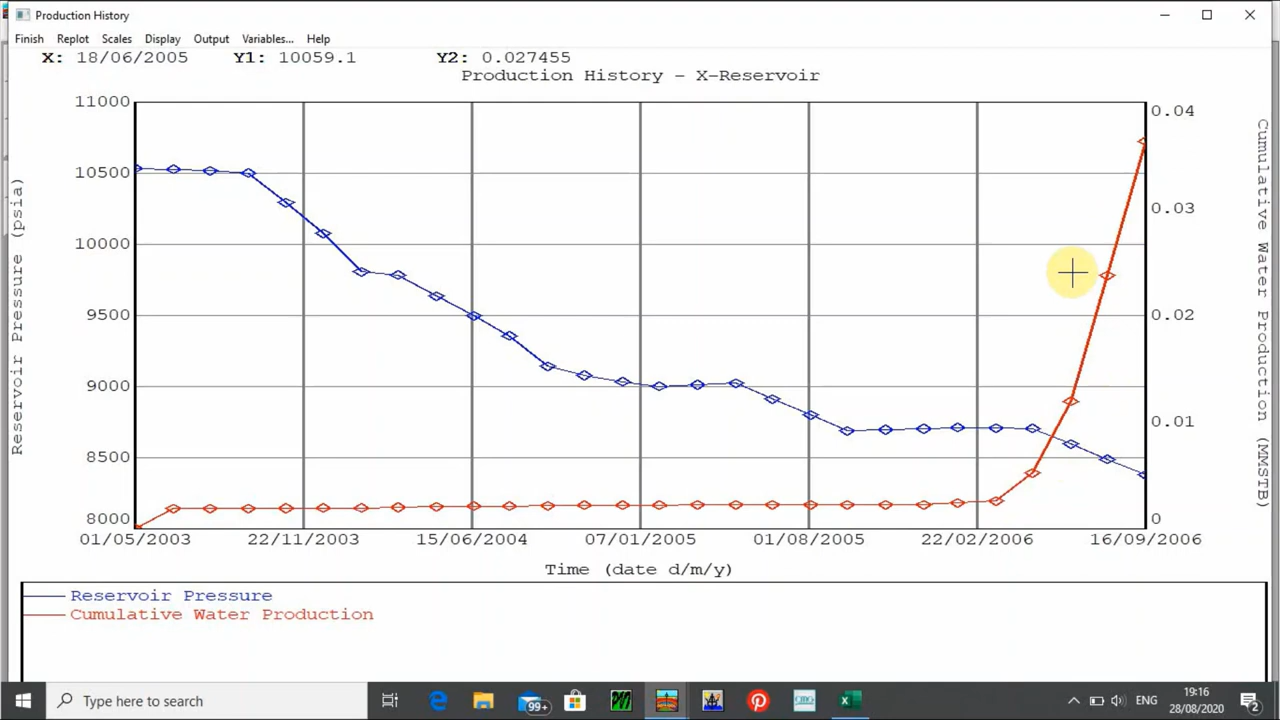 Production History
Finish Replot Scales Display Output Variables... Help
X: 18/06/2005 Y1: 10059.1 Y2: 0.027455
Production History - X-Reservoir
11000
10500
10000
9500
9000
8500
8000
Reservoir Pressure (psia)
0.04
0.03
0.02
0.01
0
Cumulative Water Production (MMSTB)
01/05/2003 22/11/2003 15/06/2004 07/01/2005 01/08/2005 22/02/2006 16/09/2006
Time (date d/m/y)
Reservoir Pressure
Cumulative Water Production
Type here to search
99+
CMG
ENG
19:16
28/08/2020
2